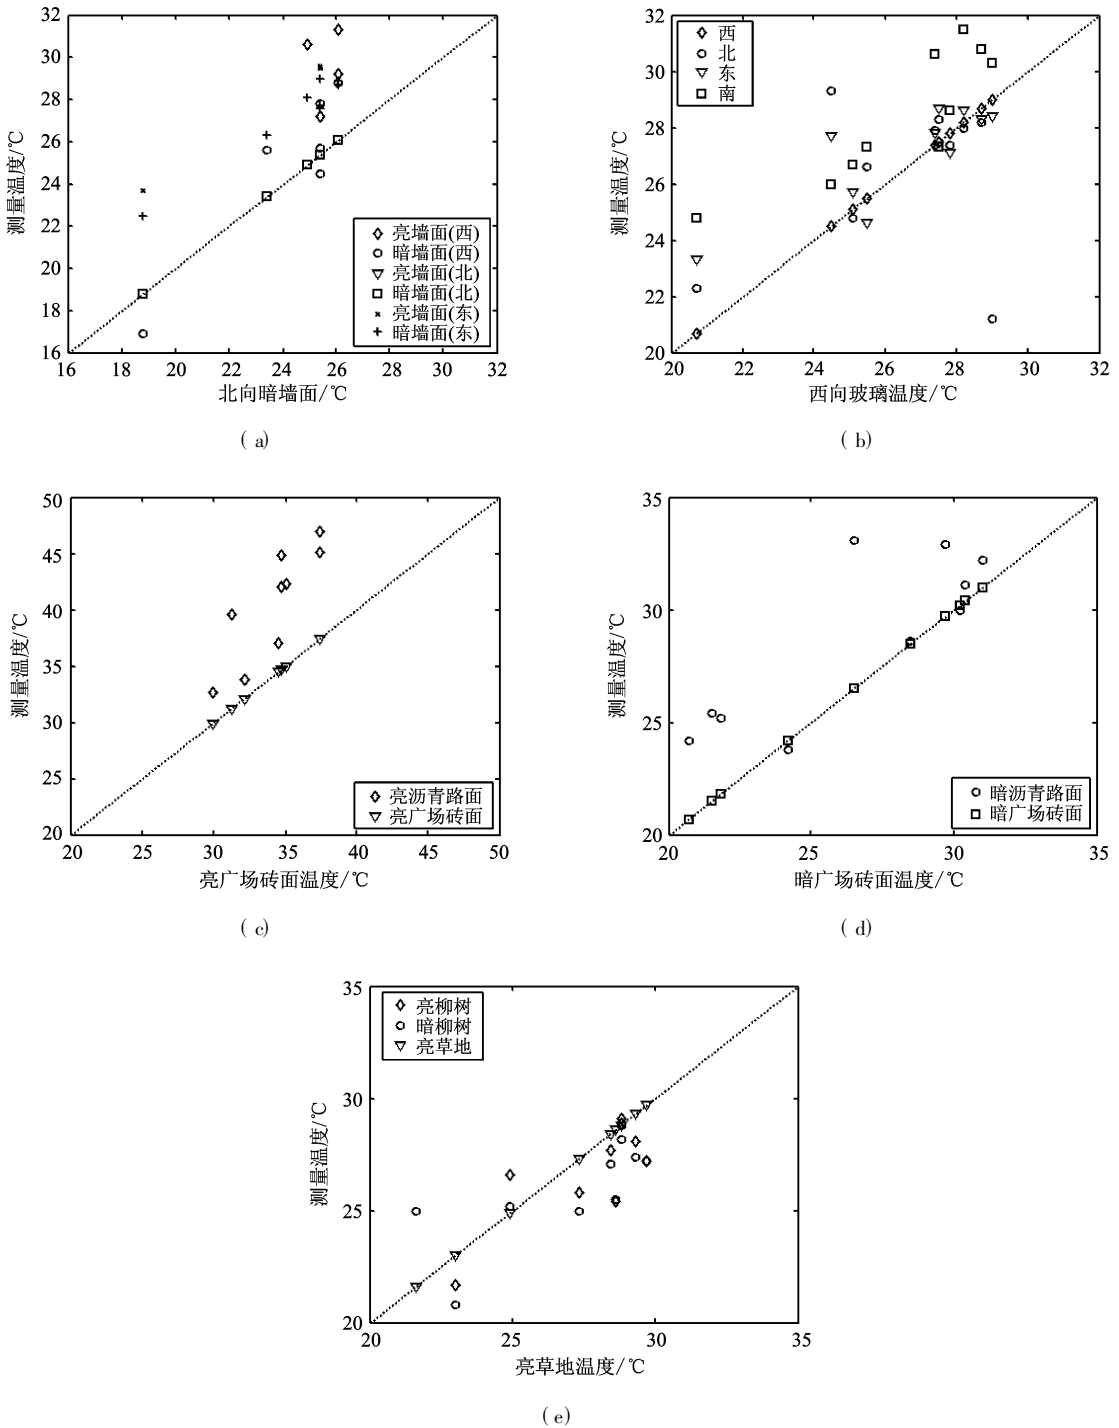 32
30
28
26
24
22
20
18
16
测量温度/℃
亮墙面(西)
暗墙面(西)
亮墙面(北)
暗墙面(北)
亮墙面(东)
暗墙面(东)
16 18 20 22 24 26 28 30 32
北向暗墙面/℃
( a)
32
30
28
26
24
22
20
测量温度/℃
西
北
东
南
20 22 24 26 28 30 32
西向玻璃温度/℃
( b)
50
45
40
35
30
25
20
测量温度/℃
亮沥青路面
亮广场砖面
20 25 30 35 40 45 50
亮广场砖面温度/℃
( c)
35
30
25
20
测量温度/℃
暗沥青路面
暗广场砖面
20 25 30 35
暗广场砖面温度/℃
( d)
35
30
25
20
测量温度/℃
亮柳树
暗柳树
亮草地
20 25 30 35
亮草地温度/℃
( e)